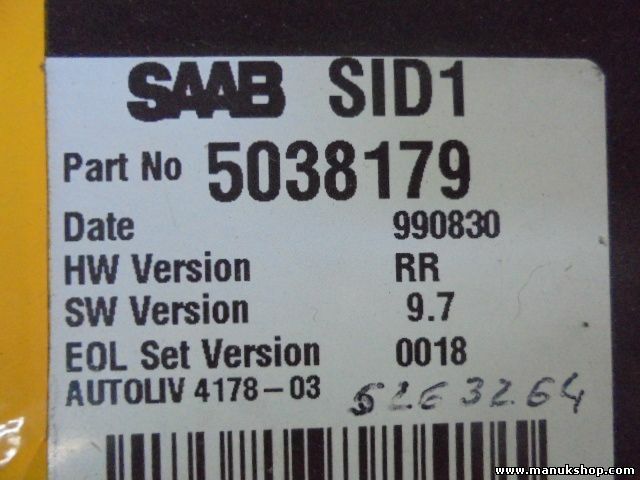 SAAB SID1
Part No 5038179
Date 990830
HW Version RR
SW Version 9.7
EOL Set Version 0018
AUTOLIV 4178-03 5263264
www.manukshop.com